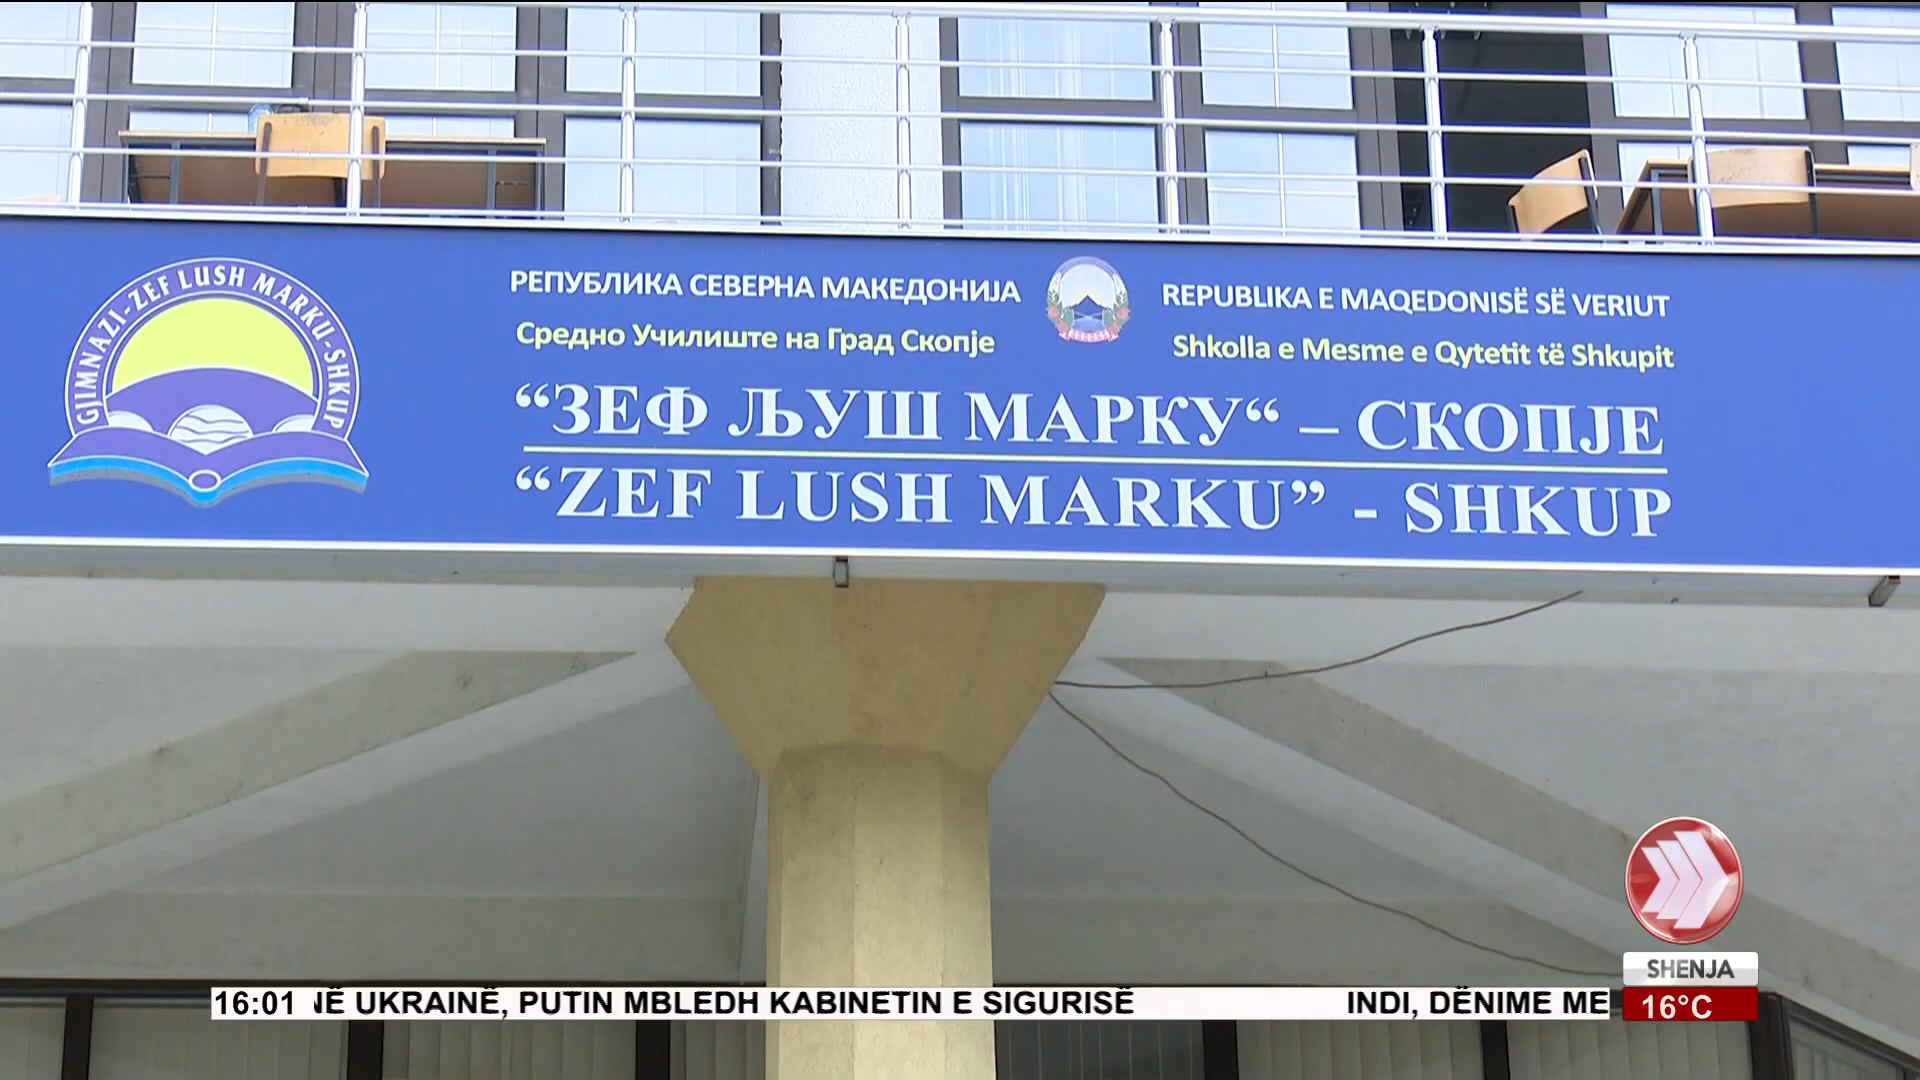 GJIMNAZI-ZEF LUSH MARKU-SHKUP
РЕПУБЛИКА СЕВЕРНА МАКЕДОНИЈА
Средно Училиште на Град Скопје
REPUBLIKA E MAQEDONISË SË VERIUT
Shkolla e Mesme e Qytetit të Shkupit
“ЗЕФ ЉУШ МАРКУ“ – СКОПЈЕ
“ZEF LUSH MARKU” - SHKUP
SHENJA
16:01 NË UKRAINË, PUTIN MBLEDH KABINETIN E SIGURISË INDI, DËNIME ME
16°C